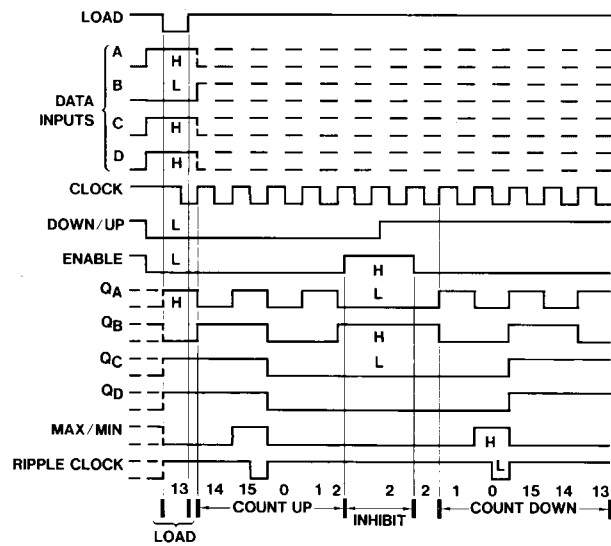 LOAD
A
H
B
L
DATA
INPUTS
C
H
D
H
CLOCK
DOWN/UP
L
ENABLE
L
H
QA
H
L
QB
H
QC
L
QD
MAX/MIN
H
RIPPLE CLOCK
L
13 14 15 0 1 2 2 2 1 0 15 14 13
COUNT UP
INHIBIT
COUNT DOWN
LOAD